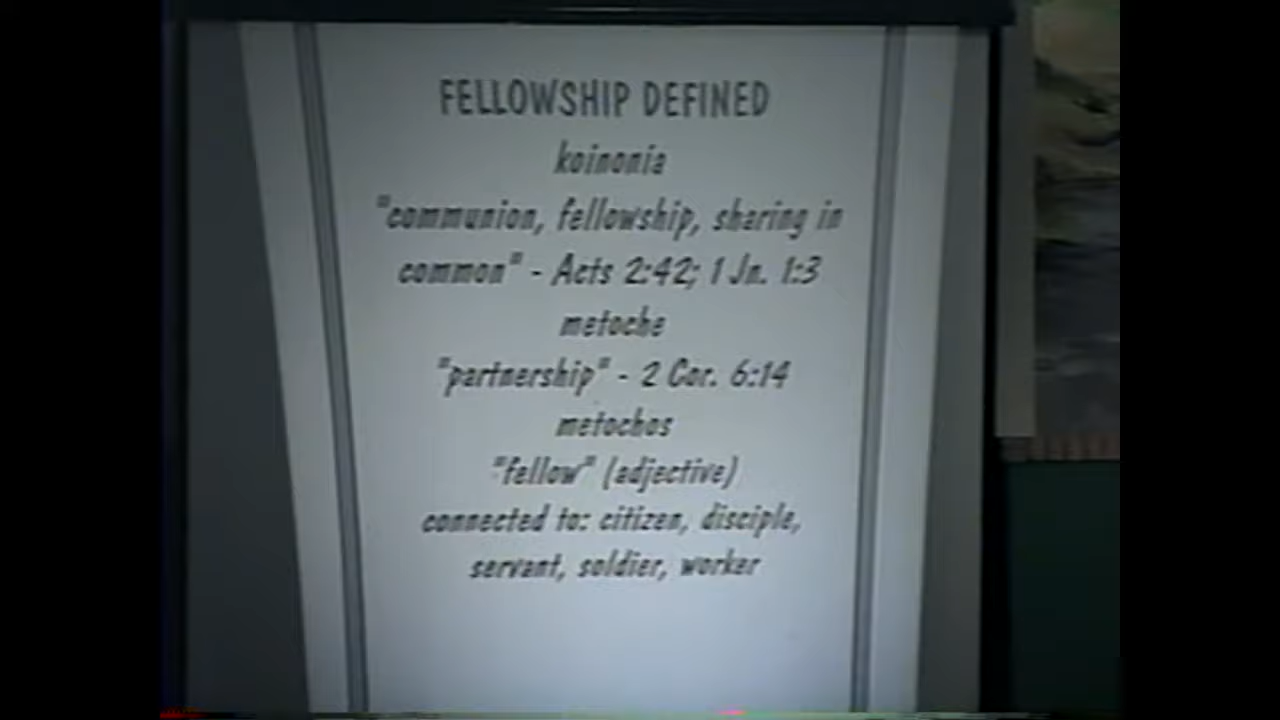 FELLOWSHIP DEFINED
koinonia
"communion, fellowship, sharing in
common" - Acts 2:42; 1 Jn. 1:3
metoche
"partnership" - 2 Cor. 6:14
metochos
"fellow" (adjective)
connected to: citizen, disciple,
servant, soldier, worker